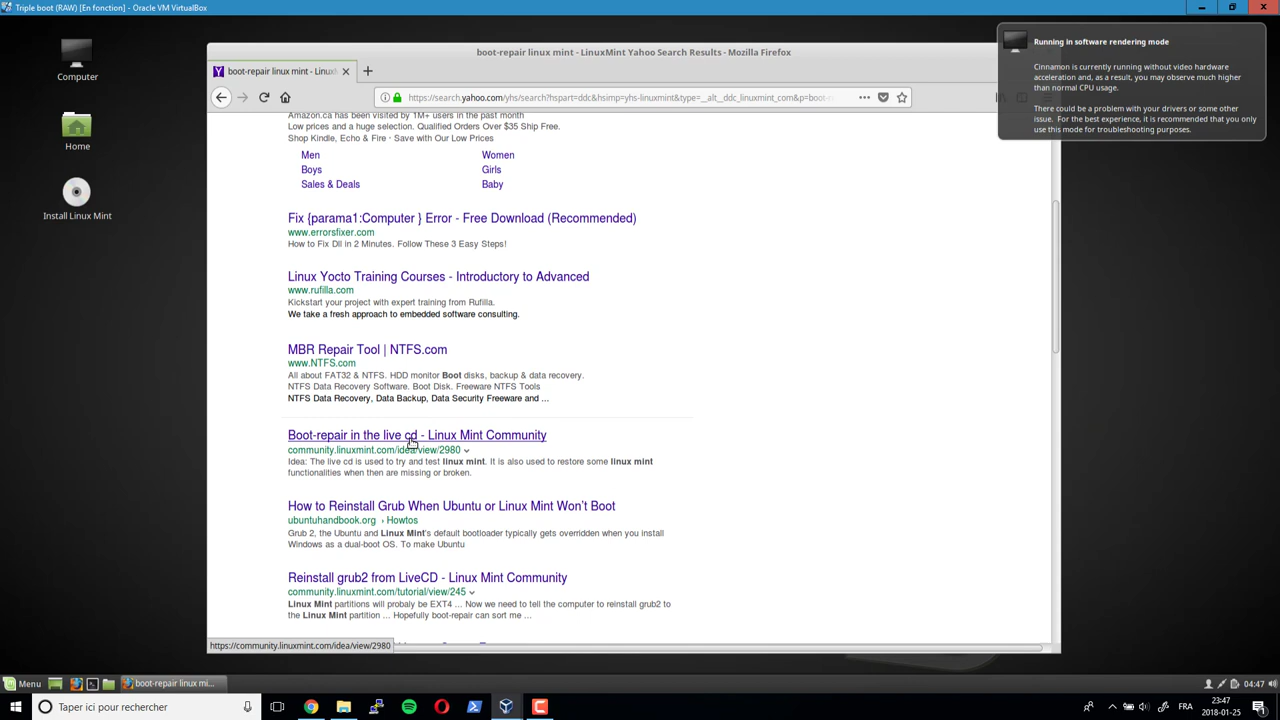 Triple boot (RAW) [En fonction] - Oracle VM VirtualBox
Computer
Home
Install Linux Mint
boot-repair linux mint - LinuxMint Yahoo Search Results - Mozilla Firefox
boot-repair linux mint - Linux
https://search.yahoo.com/yhs/search?hspart=ddc&hsimp=yhs-linuxmint&type=__alt__ddc_linuxmint_com&p=boot-r
Running in software rendering mode
Cinnamon is currently running without video hardware
acceleration and, as a result, you may observe much higher
than normal CPU usage.
There could be a problem with your drivers or some other
issue. For the best experience, it is recommended that you only
use this mode for troubleshooting purposes.
Amazon.ca has been visited by 1M+ users in the past month
Low prices and a huge selection. Qualified Orders Over $35 Ship Free.
Shop Kindle, Echo & Fire · Save with Our Low Prices
Men Women
Boys Girls
Sales & Deals Baby
Fix {parama1:Computer } Error - Free Download (Recommended)
www.errorsfixer.com
How to Fix Dll in 2 Minutes. Follow These 3 Easy Steps!
Linux Yocto Training Courses - Introductory to Advanced
www.rufilla.com
Kickstart your project with expert training from Rufilla.
We take a fresh approach to embedded software consulting.
MBR Repair Tool | NTFS.com
www.NTFS.com
All about FAT32 & NTFS. HDD monitor Boot disks, backup & data recovery.
NTFS Data Recovery Software. Boot Disk. Freeware NTFS Tools
NTFS Data Recovery, Data Backup, Data Security Freeware and ...
Boot-repair in the live cd - Linux Mint Community
community.linuxmint.com/idea/view/2980
Idea: The live cd is used to try and test linux mint. It is also used to restore some linux mint
functionalities when then are missing or broken.
How to Reinstall Grub When Ubuntu or Linux Mint Won't Boot
ubuntuhandbook.org › Howtos
Grub 2, the Ubuntu and Linux Mint's default bootloader typically gets overridden when you install
Windows as a dual-boot OS. To make Ubuntu
Reinstall grub2 from LiveCD - Linux Mint Community
community.linuxmint.com/tutorial/view/245
Linux Mint partitions will probaly be EXT4 ... Now we need to tell the computer to reinstall grub2 to
the Linux Mint partition ... Hopefully boot-repair can sort me ...
https://community.linuxmint.com/idea/view/2980
Menu
boot-repair linux mi...
04:47
Taper ici pour rechercher
FRA
23:47
2018-01-25